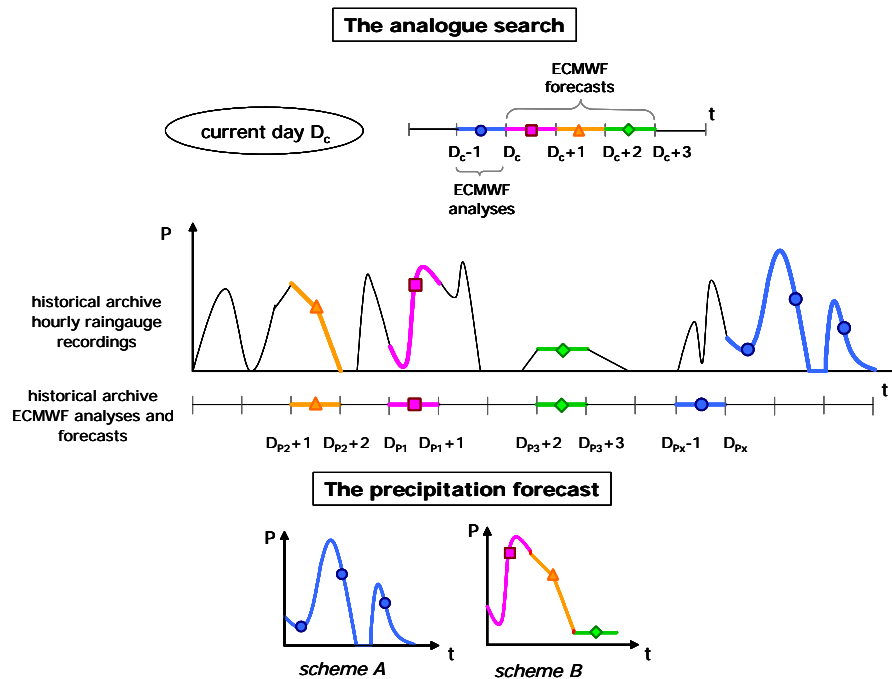 The analogue search
ECMWF
forecasts
t
current day Dc
Dc-1 Dc Dc+1 Dc+2 Dc+3
ECMWF
analyses
P
historical archive
hourly raingauge
recordings
t
historical archive
ECMWF analyses and
forecasts
DP2+1 DP2+2 DP1 DP1+1 DP3+2 DP3+3 DPx-1 DPx
The precipitation forecast
P P
t t
scheme A scheme B